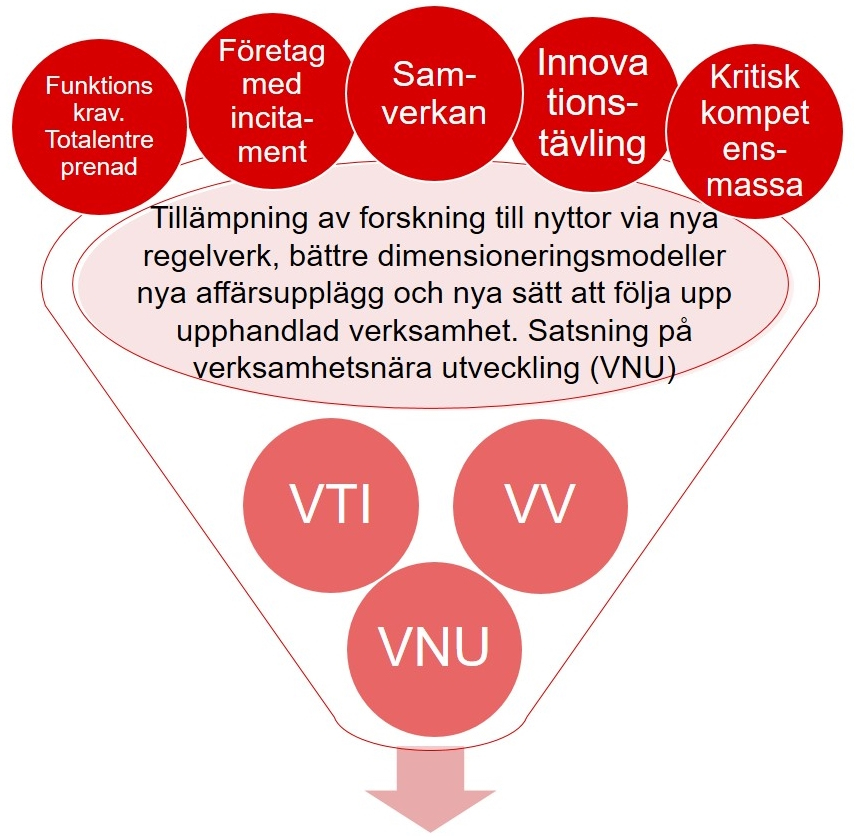 Funktions
krav.
Totalentre
prenad
Företag
med
incita-
ment
Sam-
verkan
Innova
tions-
tävling
Kritisk
kompet
ens-
massa
Tillämpning av forskning till nyttor via nya
regelverk, bättre dimensioneringsmodeller
nya affärsupplägg och nya sätt att följa upp
upphandlad verksamhet. Satsning på
verksamhetsnära utveckling (VNU)
VTI
VV
VNU